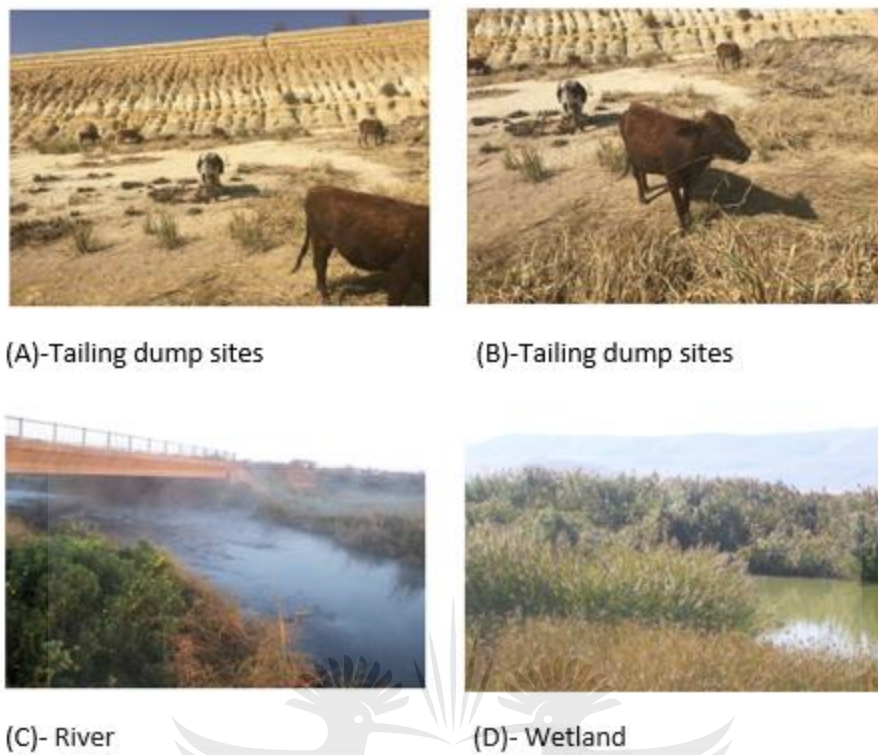 (A)-Tailing dump sites
(B)-Tailing dump sites
(C)- River
(D)- Wetland